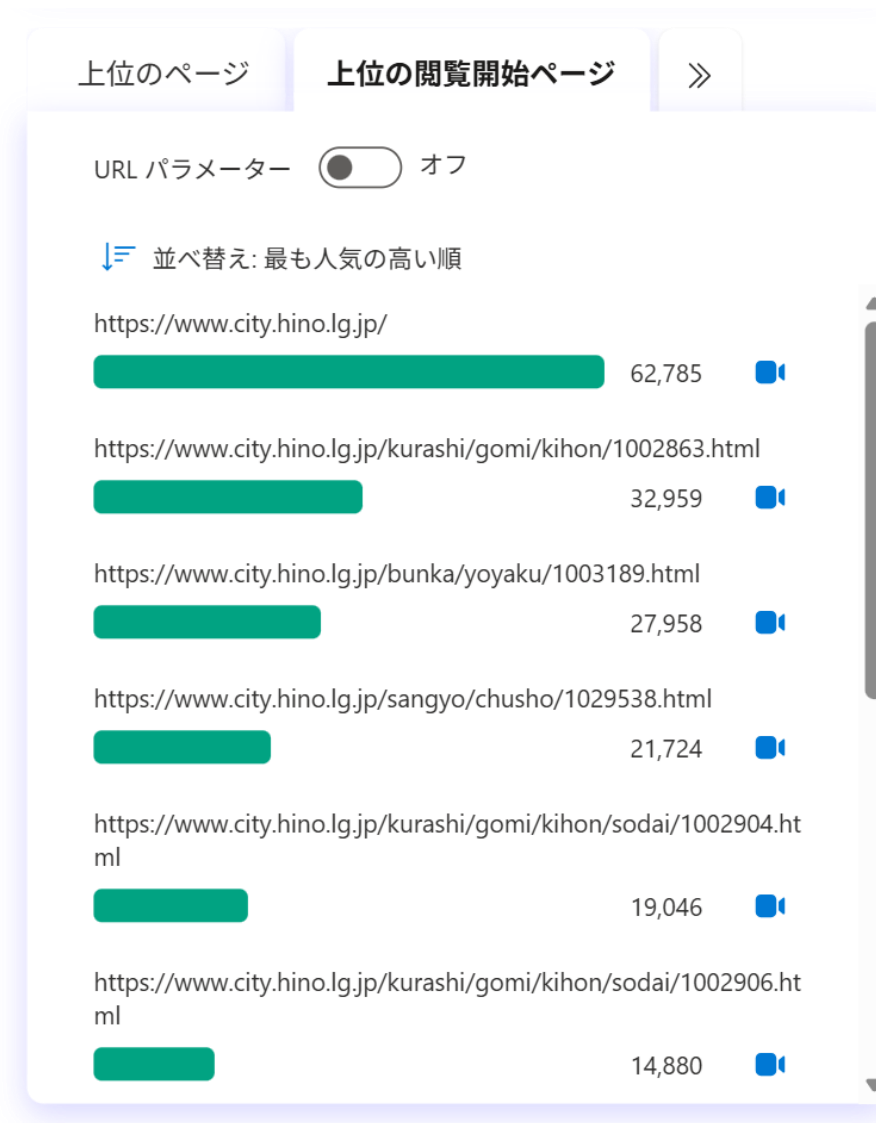 上位のページ
上位の閲覧開始ページ
URL パラメーター
オフ
並べ替え: 最も人気の高い順
https://www.city.hino.lg.jp/
62,785
https://www.city.hino.lg.jp/kurashi/gomi/kihon/1002863.html
32,959
https://www.city.hino.lg.jp/bunka/yoyaku/1003189.html
27,958
https://www.city.hino.lg.jp/sangyo/chusho/1029538.html
21,724
https://www.city.hino.lg.jp/kurashi/gomi/kihon/sodai/1002904.ht
ml
19,046
https://www.city.hino.lg.jp/kurashi/gomi/kihon/sodai/1002906.ht
ml
14,880